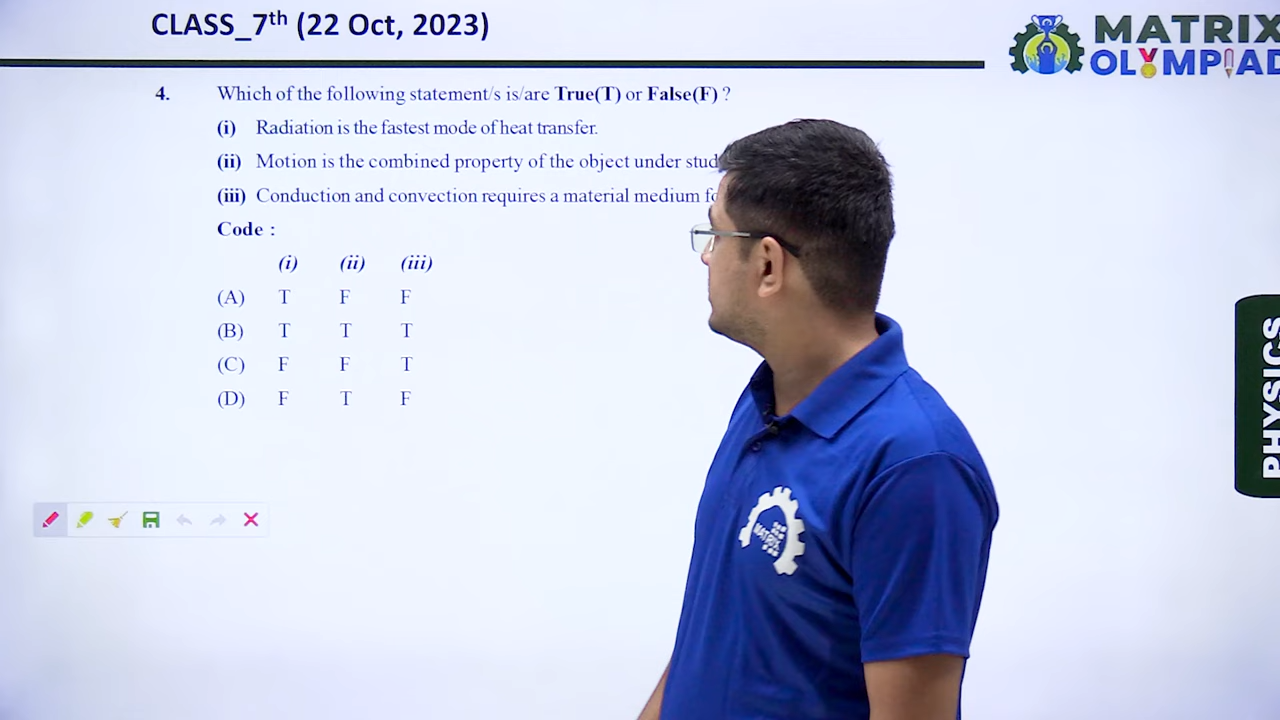 CLASS_7th (22 Oct, 2023)
MATRIX
OLYMPIAD
4. Which of the following statement/s is/are True(T) or False(F) ?
(i) Radiation is the fastest mode of heat transfer.
(ii) Motion is the combined property of the object under
(iii) Conduction and convection requires a material medium
Code :
(i) (ii) (iii)
(A) T F F
(B) T T T
(C) F F T
(D) F T F
PHYSICS
MATRIX